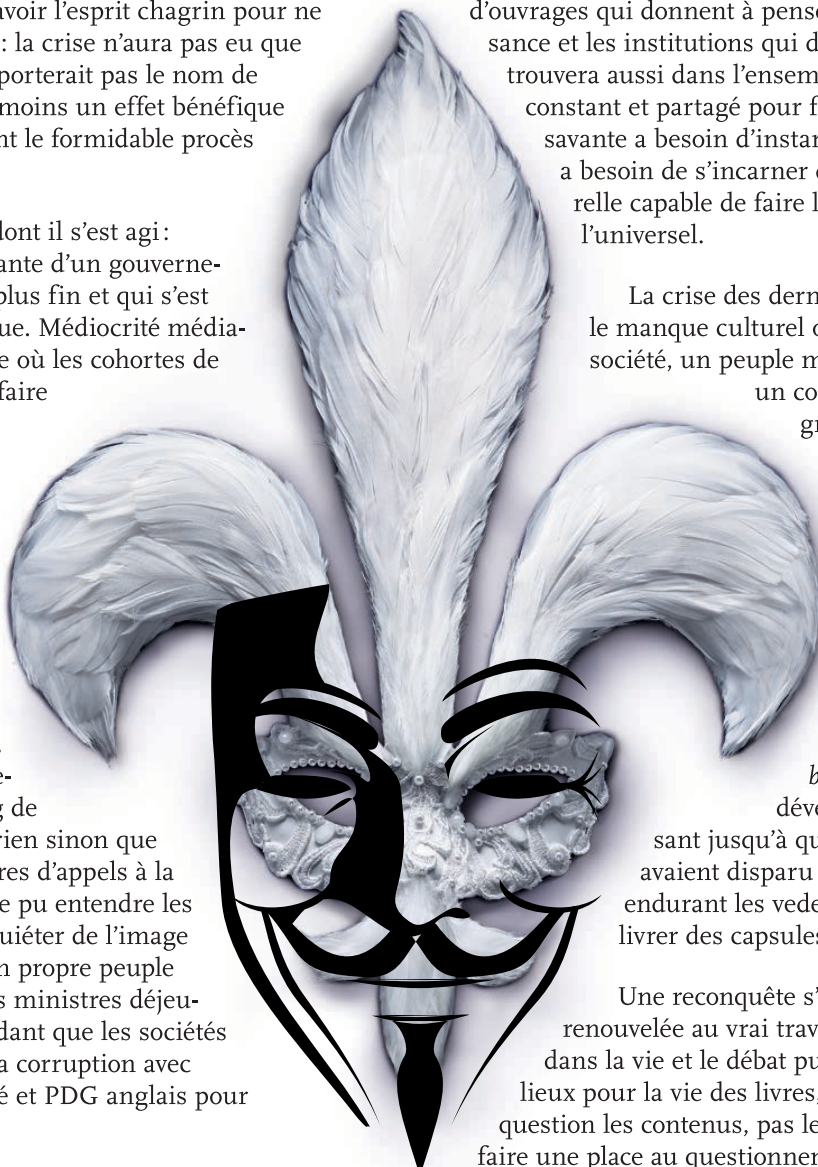 avoir l'esprit chagrin pour ne
: la crise n'aura pas eu que
porterait pas le nom de
moins un effet bénéfique
nt le formidable procès
dont il s'est agi :
ante d'un gouverne-
plus fin et qui s'est
ue. Médiocrité média-
e où les cohortes de
faire
e-
g de
rien sinon que
res d'appels à la
e pu entendre les
quiéter de l'image
n propre peuple
s ministres déjeu-
dant que les sociétés
a corruption avec
é et PDG anglais pour
d'ouvrages qui donnent à pense
sance et les institutions qui d
trouvera aussi dans l'ensem
constant et partagé pour f
savante a besoin d'instan
a besoin de s'incarner
relle capable de faire l
l'universel.
La crise des dern
le manque culturel
société, un peuple m
un co
gr
b
déve
sant jusqu'à qu
avaient disparu
endurant les vede
livrer des capsules
Une reconquête s'
renouvelée au vrai trav
dans la vie et le débat pu
lieux pour la vie des livres,
question les contenus, pas le
faire une place au questionner